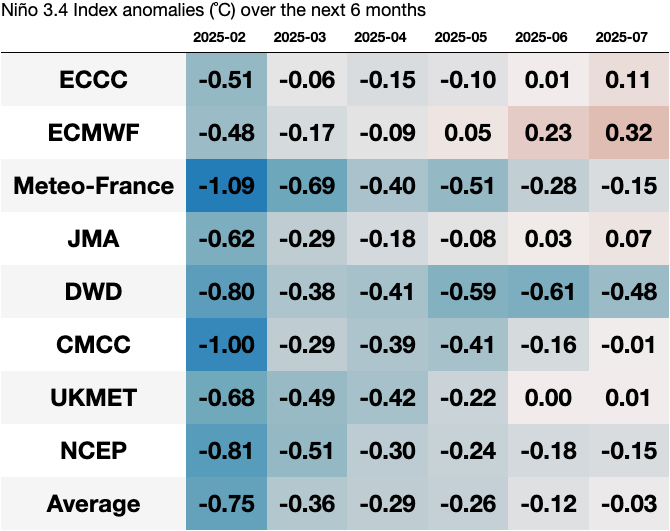 Niño 3.4 Index anomalies (°C) over the next 6 months
2025-02 2025-03 2025-04 2025-05 2025-06 2025-07
ECCC -0.51 -0.06 -0.15 -0.10 0.01 0.11
ECMWF -0.48 -0.17 -0.09 0.05 0.23 0.32
Meteo-France -1.09 -0.69 -0.40 -0.51 -0.28 -0.15
JMA -0.62 -0.29 -0.18 -0.08 0.03 0.07
DWD -0.80 -0.38 -0.41 -0.59 -0.61 -0.48
CMCC -1.00 -0.29 -0.39 -0.41 -0.16 -0.01
UKMET -0.68 -0.49 -0.42 -0.22 0.00 0.01
NCEP -0.81 -0.51 -0.30 -0.24 -0.18 -0.15
Average -0.75 -0.36 -0.29 -0.26 -0.12 -0.03